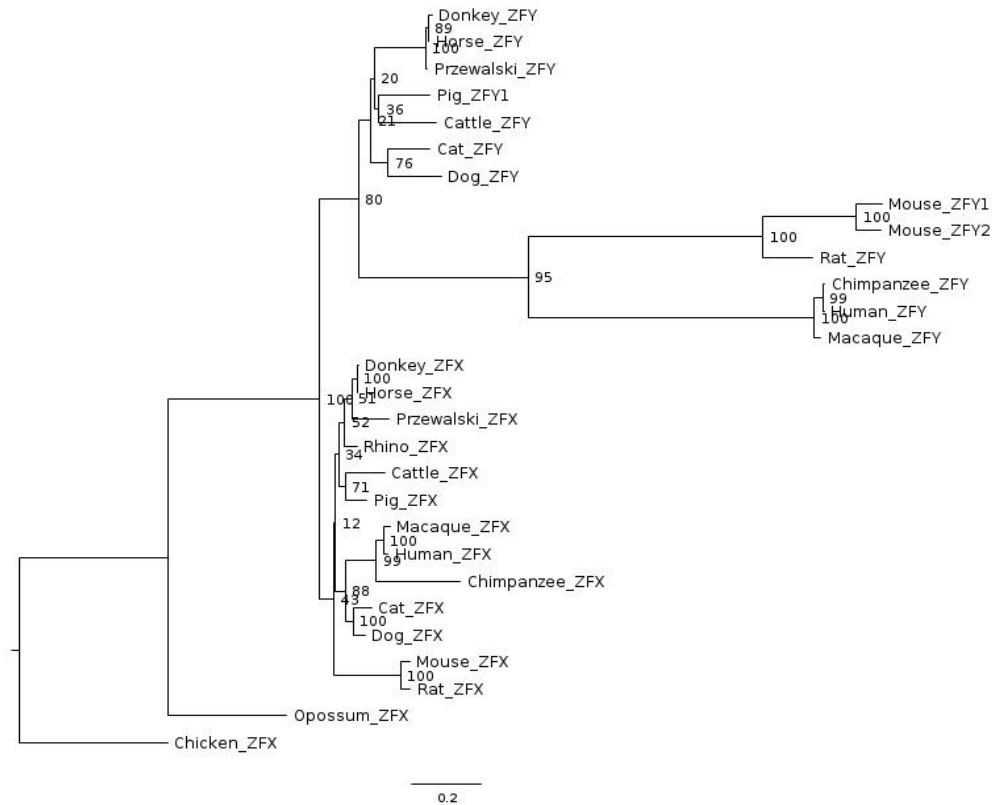 Donkey_ZFY
89
Horse_ZFY
100
Przewalski_ZFY
20
Pig_ZFY1
36
21
Cattle_ZFY
Cat_ZFY
76
Dog_ZFY
80
Mouse_ZFY1
100
Mouse_ZFY2
100
Rat_ZFY
95
Chimpanzee_ZFY
99
Human_ZFY
100
Macaque_ZFY
Donkey_ZFX
100
Horse_ZFX
100
51
Przewalski_ZFX
52
Rhino_ZFX
34
Cattle_ZFX
71
Pig_ZFX
12
Macaque_ZFX
100
Human_ZFX
99
Chimpanzee_ZFX
88
43
Cat_ZFX
100
Dog_ZFX
Mouse_ZFX
100
Rat_ZFX
Opossum_ZFX
Chicken_ZFX
0.2